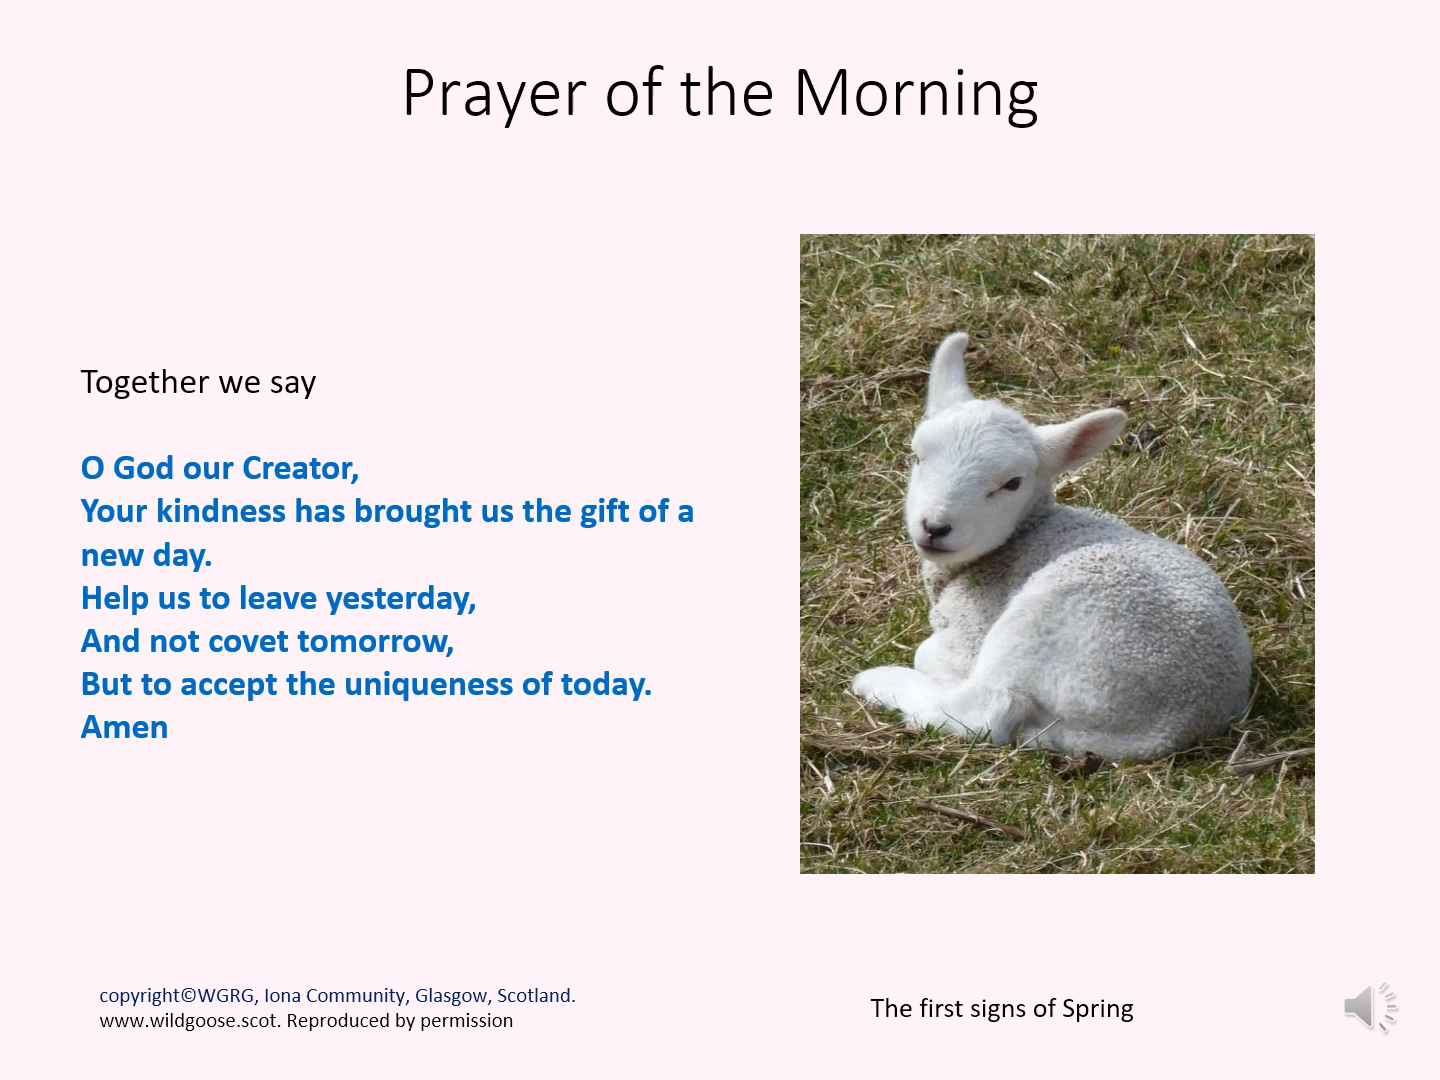 Prayer of the Morning
Together we say
O God our Creator,
Your kindness has brought us the gift of a
new day.
Help us to leave yesterday,
And not covet tomorrow,
But to accept the uniqueness of today.
Amen
copyright©WGRG, Iona Community, Glasgow, Scotland.
www.wildgoose.scot. Reproduced by permission
The first signs of Spring